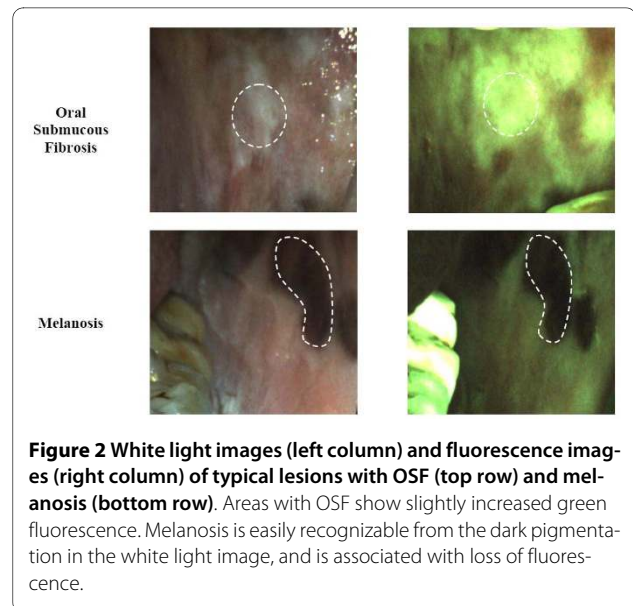 Oral
Submucous
Fibrosis
Melanosis
Figure 2 White light images (left column) and fluorescence imag-
es (right column) of typical lesions with OSF (top row) and mel-
anosis (bottom row). Areas with OSF show slightly increased green
fluorescence. Melanosis is easily recognizable from the dark pigmenta-
tion in the white light image, and is associated with loss of fluores-
cence.